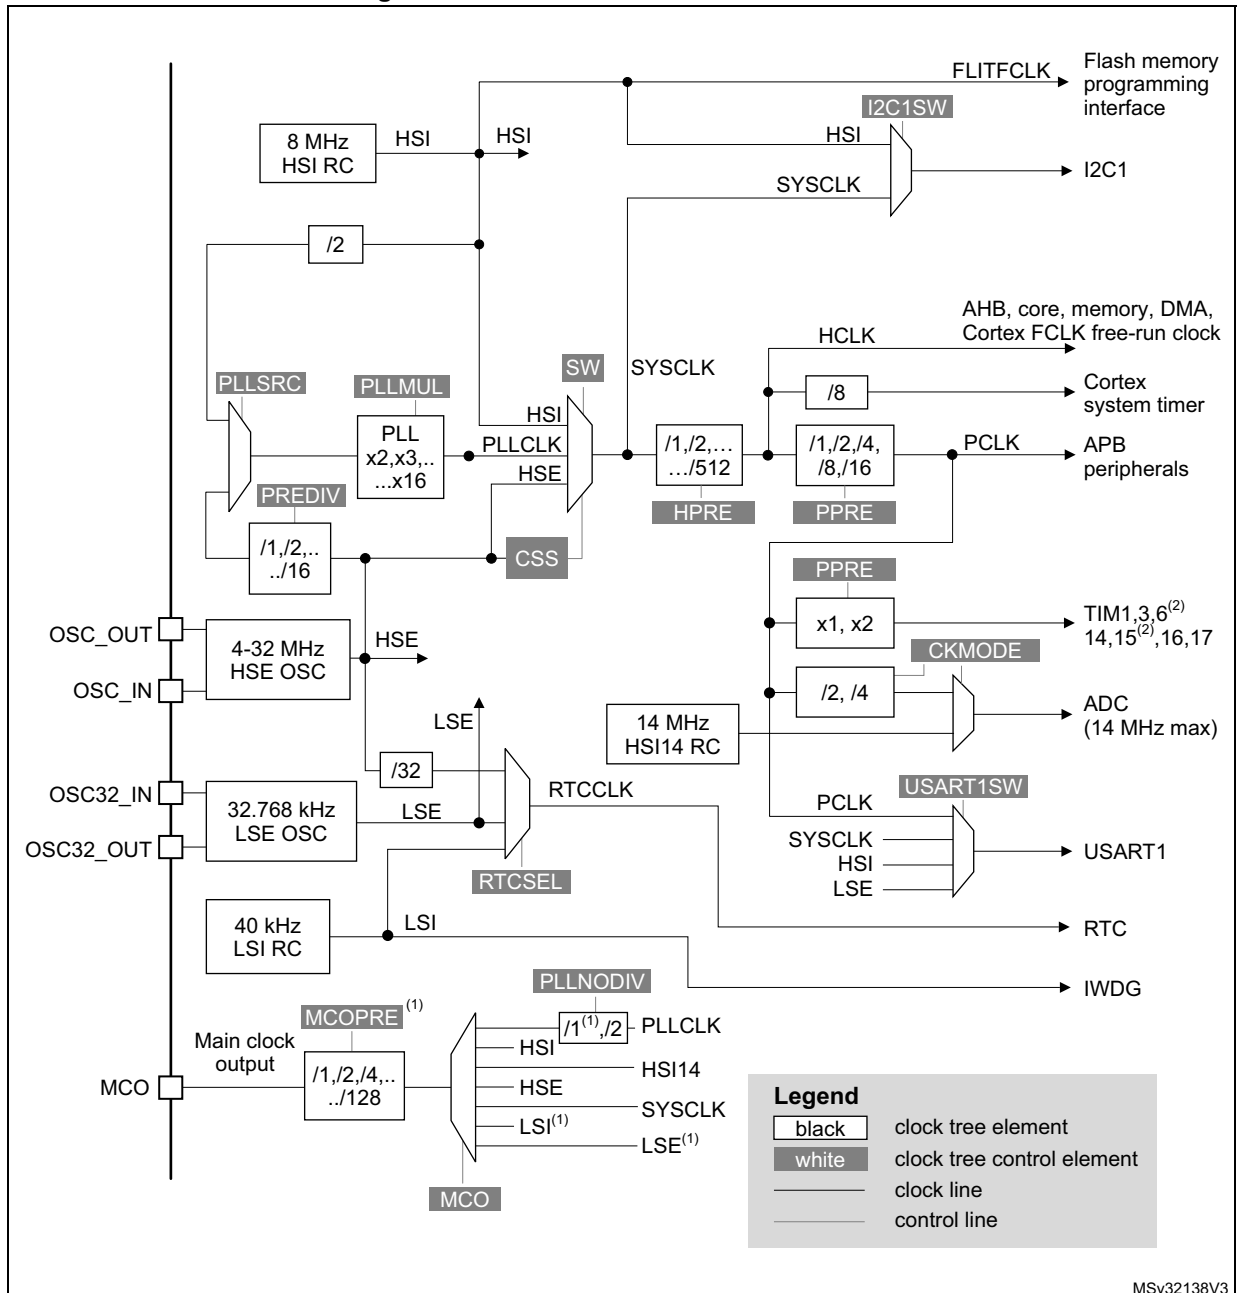 FLITFCLK
Flash memory
programming
interface
I2C1SW
8 MHz
HSI RC
HSI
HSI
HSI
I2C1
SYSCLK
/2
AHB, core, memory, DMA,
Cortex FCLK free-run clock
HCLK
SW
SYSCLK
PLLSRC
PLLMUL
/8
Cortex
system timer
HSI
PLL
x2,x3,..
...x16
PLLCLK
HSE
/1,/2,…
…/512
/1,/2,/4,
/8,/16
PCLK
APB
peripherals
PREDIV
HPRE
PPRE
/1,/2,..
../16
CSS
PPRE
OSC_OUT
OSC_IN
4-32 MHz
HSE OSC
HSE
x1, x2
TIM1,3,6(2)
14,15(2),16,17
CKMODE
/2, /4
ADC
(14 MHz max)
14 MHz
HSI14 RC
LSE
/32
OSC32_IN
OSC32_OUT
32.768 kHz
LSE OSC
LSE
RTCCLK
RTCSEL
USART1SW
PCLK
SYSCLK
HSI
LSE
USART1
40 kHz
LSI RC
LSI
RTC
IWDG
PLLNODIV
MCOPRE (1)
Main clock
output
/1(1),/2
PLLCLK
HSI
HSI14
HSE
SYSCLK
LSI(1)
LSE(1)
MCO
/1,/2,/4,..
../128
MCO
Legend
black clock tree element
white clock tree control element
clock line
control line
MSv32138V3